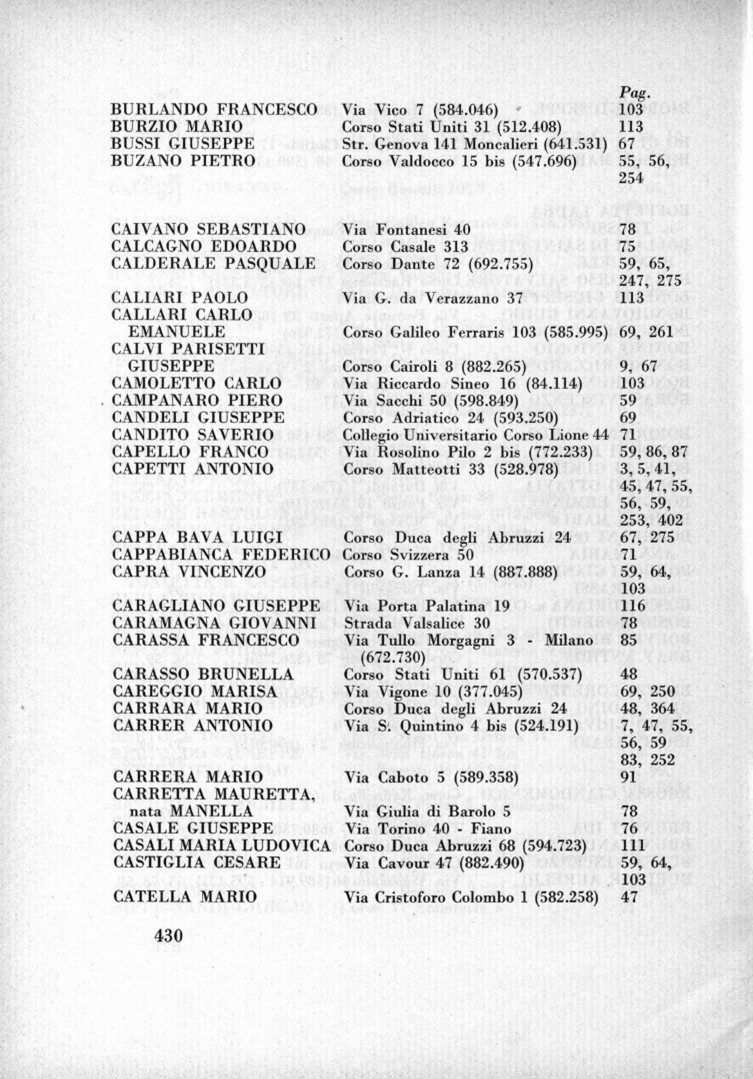 Pag.
BURLANDO FRANCESCO Via Vico 7 (584.046) 103
BURZIO MARIO Corso Stati Uniti 31 (512.408) 113
BUSSI GIUSEPPE Str. Genova 141 Moncalieri (641.531) 67
BUZANO PIETRO Corso Valdocco 15 bis (547.696) 55, 56,
254
CAIVANO SEBASTIANO Via Fontanesi 40 78
CALCAGNO EDOARDO Corso Casale 313 75
CALDERALE PASQUALE Corso Dante 72 (692.755) 59, 65,
247, 275
CALIARI PAOLO Via G. da Verazzano 37 113
CALLARI CARLO
EMANUELE Corso Galileo Ferraris 103 (585.995) 69, 261
CALVI PARISETTI
GIUSEPPE Corso Cairoli 8 (882.265) 9, 67
CAMOLETTO CARLO Via Riccardo Sineo 16 (84.114) 103
CAMPANARO PIERO Via Sacchi 50 (598.849) 59
CANDELI GIUSEPPE Corso Adriatico 24 (593.250) 69
CANDITO SAVERIO Collegio Universitario Corso Lione 44 71
CAPELLO FRANCO Via Rosolino Pilo 2 bis (772.233) 59, 86, 87
CAPETTI ANTONIO Corso Matteotti 33 (528.978) 3, 5, 41,
45, 47, 55,
56, 59,
253, 402
CAPPA BAVA LUIGI Corso Duca degli Abruzzi 24 67, 275
CAPPABIANCA FEDERICO Corso Svizzera 50 71
CAPRA VINCENZO Corso G. Lanza 14 (887.888) 59, 64,
103
CARAGLIANO GIUSEPPE Via Porta Palatina 19 116
CARAMAGNA GIOVANNI Strada Valsalice 30 78
CARASSA FRANCESCO Via Tullo Morgagni 3 - Milano 85
(672.730)
CARASSO BRUNELLA Corso Stati Uniti 61 (570.537) 48
CAREGGIO MARISA Via Vigone 10 (377.045) 69, 250
CARRARA MARIO Corso Duca degli Abruzzi 24 48, 364
CARRER ANTONIO Via S. Quintino 4 bis (524.191) 7, 47, 55,
56, 59
83, 252
CARRERA MARIO Via Caboto 5 (589.358) 91
CARRETTA MAURETTA,
nata MANELLA Via Giulia di Barolo 5 78
CASALE GIUSEPPE Via Torino 40 - Fiano 76
CASALI MARIA LUDOVICA Corso Duca Abruzzi 68 (594.723) 111
CASTIGLIA CESARE Via Cavour 47 (882.490) 59, 64,
103
CATELLA MARIO Via Cristoforo Colombo 1 (582.258) 47
430